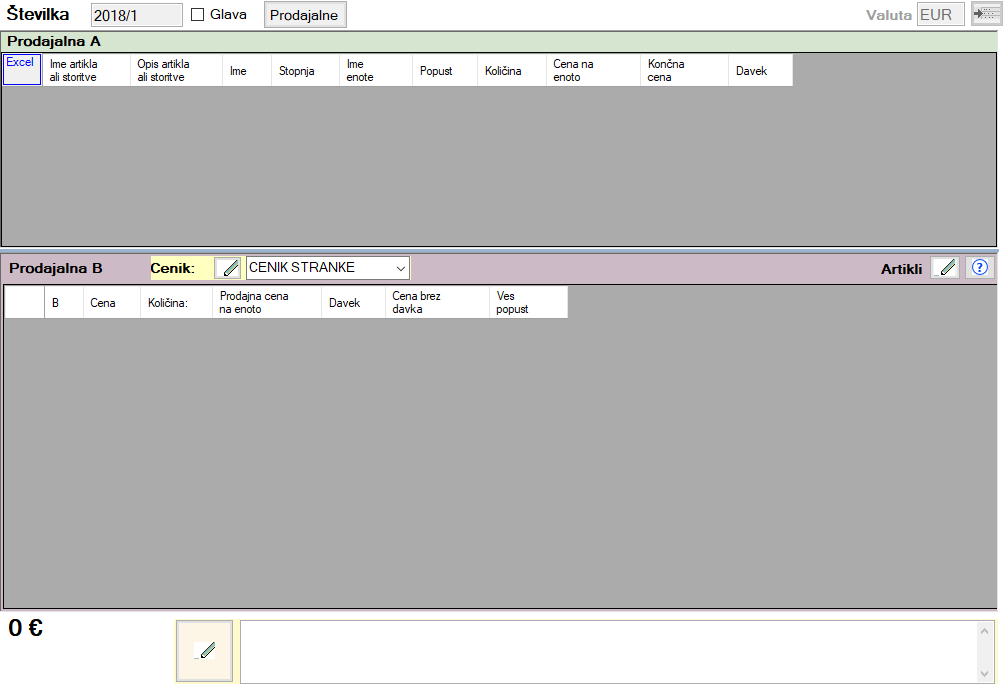 Številka 2018/1 Glava Prodajalne Valuta EUR
Prodajalna A
Excel Ime artikla ali storitve Opis artikla ali storitve Ime Stopnja Ime enote Popust Količina Cena na enoto Končna cena Davek
Prodajalna B Cenik: CENIK STRANKE Artikli ?
B Cena Količina: Prodajna cena na enoto Davek Cena brez davka Ves popust
0 €